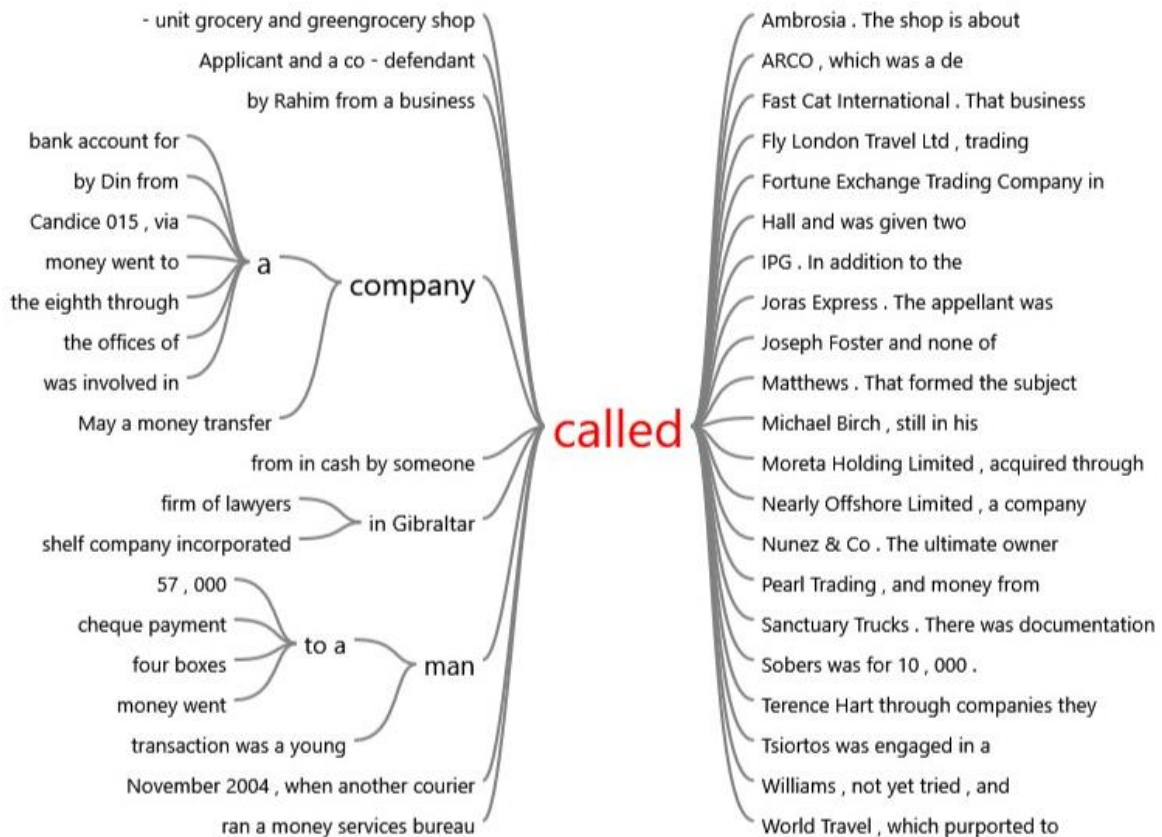 - unit grocery and greengrocery shop
Applicant and a co - defendant
by Rahim from a business
bank account for
by Din from
Candice 015 , via
money went to
the eighth through
the offices of
was involved in
a
May a money transfer
company
from in cash by someone
firm of lawyers
shelf company incorporated
in Gibraltar
57 , 000
cheque payment
four boxes
money went
to a
transaction was a young
man
November 2004 , when another courier
ran a money services bureau
called
Ambrosia . The shop is about
ARCO , which was a de
Fast Cat International . That business
Fly London Travel Ltd , trading
Fortune Exchange Trading Company in
Hall and was given two
IPG . In addition to the
Joras Express . The appellant was
Joseph Foster and none of
Matthews . That formed the subject
Michael Birch , still in his
Moreta Holding Limited , acquired through
Nearly Offshore Limited , a company
Nunez & Co . The ultimate owner
Pearl Trading , and money from
Sanctuary Trucks . There was documentation
Sobers was for 10 , 000 .
Terence Hart through companies they
Tsiortos was engaged in a
Williams , not yet tried , and
World Travel , which purported to